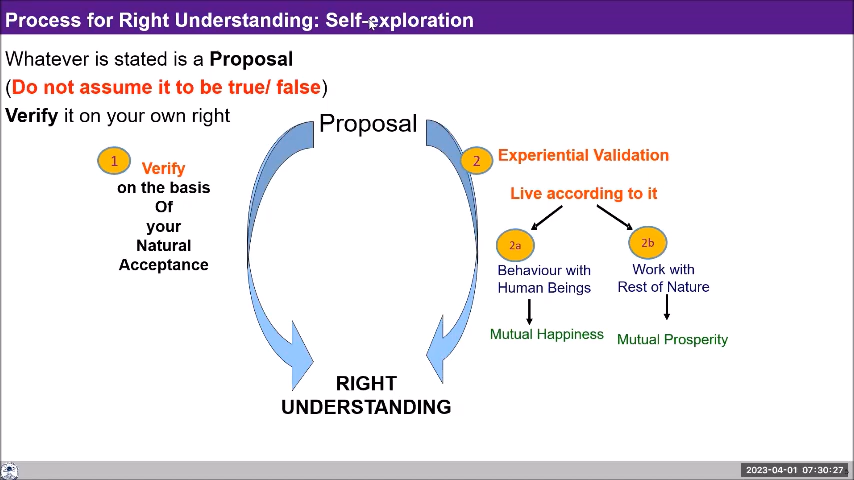 Process for Right Understanding: Self-exploration
Whatever is stated is a Proposal
(Do not assume it to be true/ false)
Verify it on your own right
Proposal
1
Verify
on the basis
Of
your
Natural
Acceptance
2
Experiential Validation
Live according to it
2a
2b
Behaviour with
Human Beings
Work with
Rest of Nature
Mutual Happiness
Mutual Prosperity
RIGHT
UNDERSTANDING
2023-04-01 07:30:27